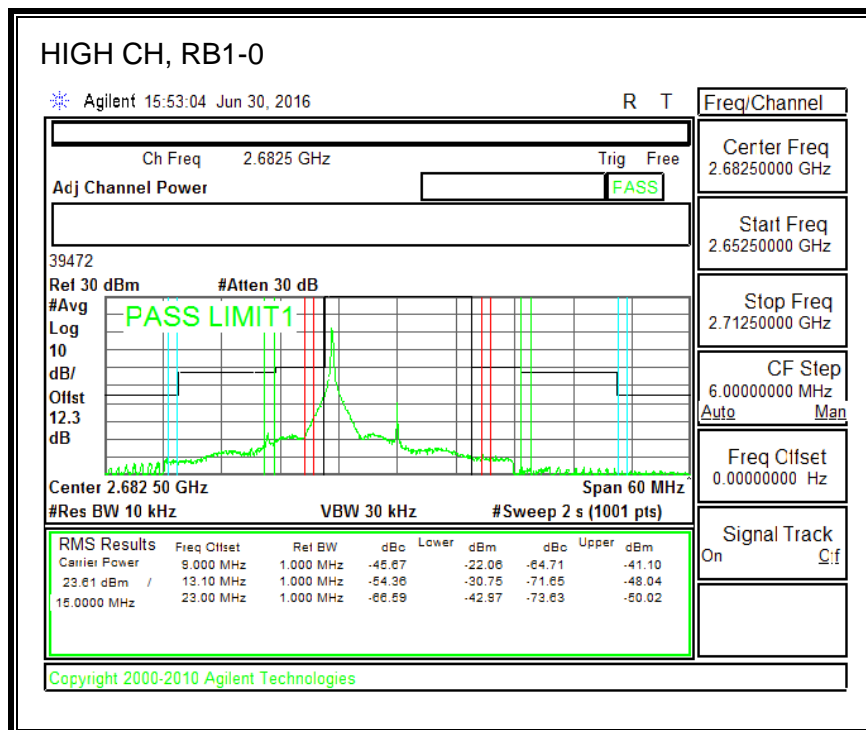 HIGH CH, RB1-0
Agilent 15:53:04 Jun 30, 2016 R T
Freq/Channel
Ch Freq 2.6825 GHz Trig Free
Center Freq
2.68250000 GHz
Adj Channel Power PASS
Start Freq
2.65250000 GHz
39472
Ref 30 dBm #Atten 30 dB
#Avg
Log
10
dB/
Offst
12.3
dB
PASS LIMIT1
Stop Freq
2.71250000 GHz
CF Step
6.00000000 MHz
Auto Man
Freq Offset
0.00000000 Hz
Center 2.682 50 GHz Span 60 MHz
#Res BW 10 kHz VBW 30 kHz #Sweep 2 s (1001 pts)
Signal Track
On Off
RMS Results Freq Offset Ref BW dBc Lower dBm dBc Upper dBm
Carrier Power 9.000 MHz 1.000 MHz -45.67 -22.06 -64.71 -41.10
23.61 dBm / 13.10 MHz 1.000 MHz -54.36 -30.75 -71.65 -48.04
15.0000 MHz 23.00 MHz 1.000 MHz -66.59 -42.97 -73.63 -50.02
Copyright 2000-2010 Agilent Technologies